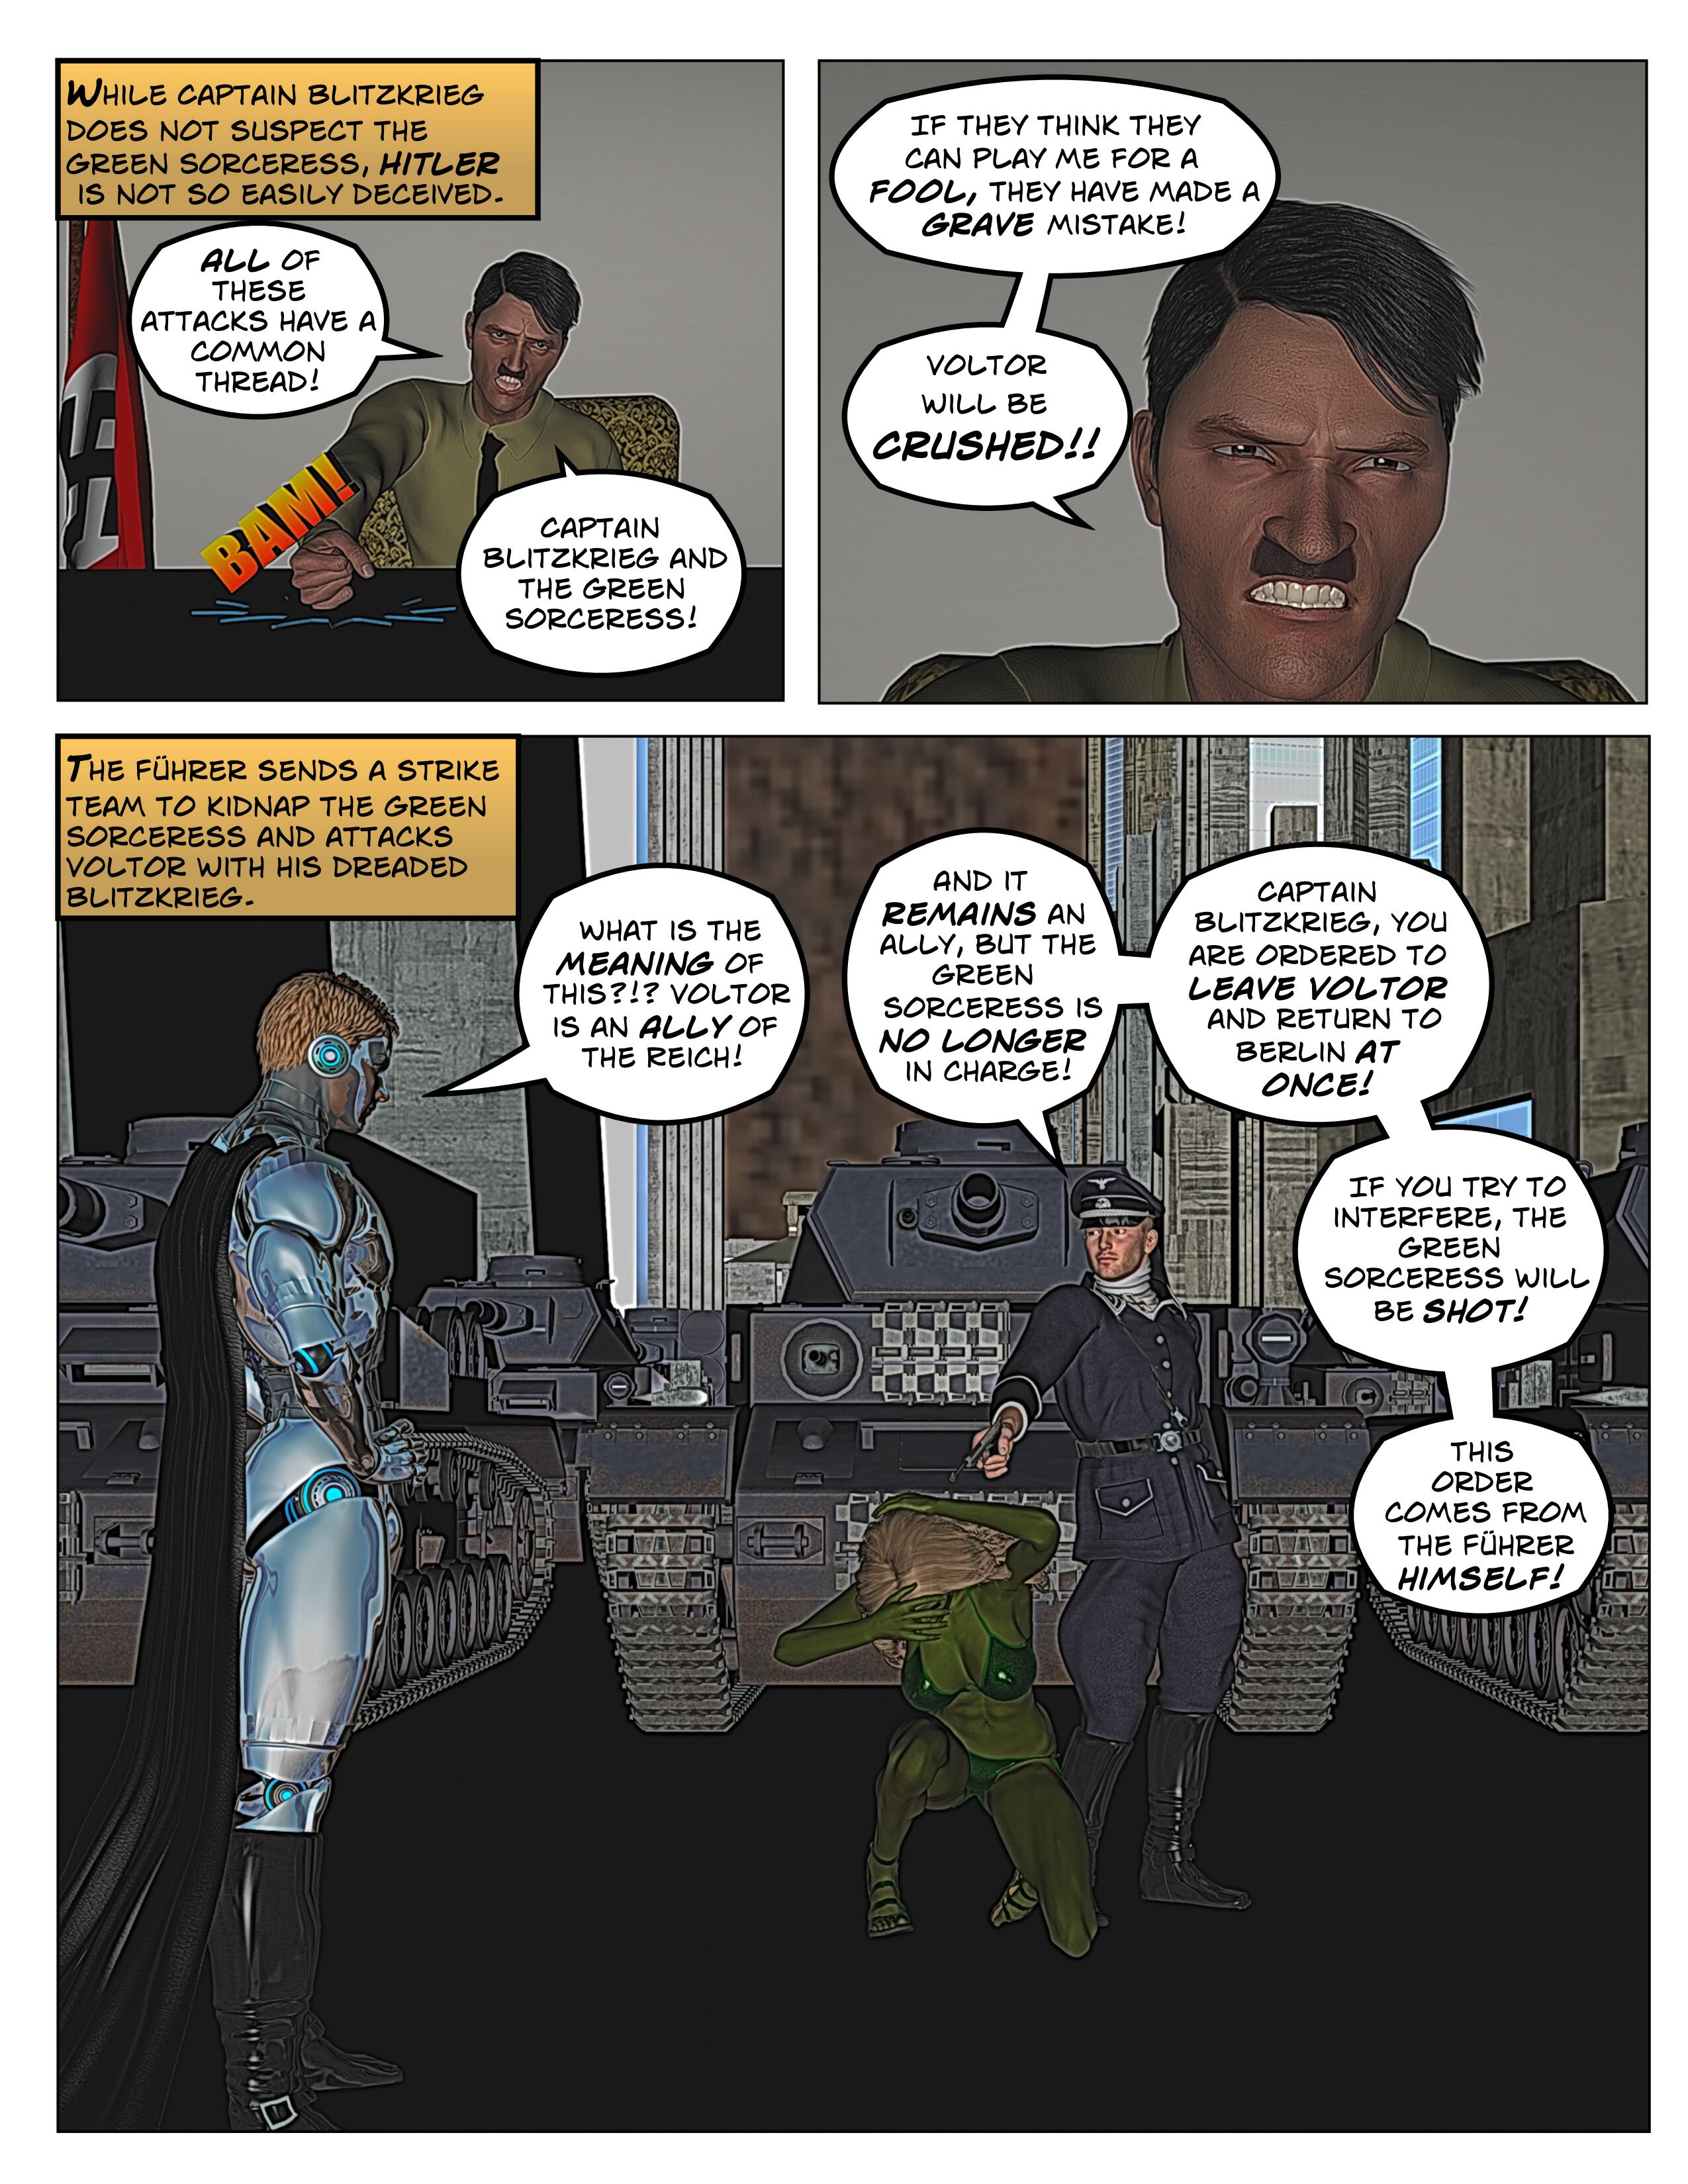 WHILE CAPTAIN BLITZKRIEG
DOES NOT SUSPECT THE
GREEN SORCERESS, HITLER
IS NOT SO EASILY DECEIVED.
ALL OF
THESE
ATTACKS HAVE A
COMMON
THREAD!
BAM!
CAPTAIN
BLITZKRIEG AND
THE GREEN
SORCERESS!
IF THEY THINK THEY
CAN PLAY ME FOR A
FOOL, THEY HAVE MADE A
GRAVE MISTAKE!
VOLTOR
WILL BE
CRUSHED!!
THE FÜHRER SENDS A STRIKE
TEAM TO KIDNAP THE GREEN
SORCERESS AND ATTACKS
VOLTOR WITH HIS DREADED
BLITZKRIEG.
WHAT IS THE
MEANING OF
THIS?!? VOLTOR
IS AN ALLY OF
THE REICH!
AND IT
REMAINS AN
ALLY, BUT THE
GREEN
SORCERESS IS
NO LONGER
IN CHARGE!
CAPTAIN
BLITZKRIEG, YOU
ARE ORDERED TO
LEAVE VOLTOR
AND RETURN TO
BERLIN AT
ONCE!
IF YOU TRY TO
INTERFERE, THE
GREEN
SORCERESS WILL
BE SHOT!
THIS
ORDER
COMES FROM
THE FÜHRER
HIMSELF!